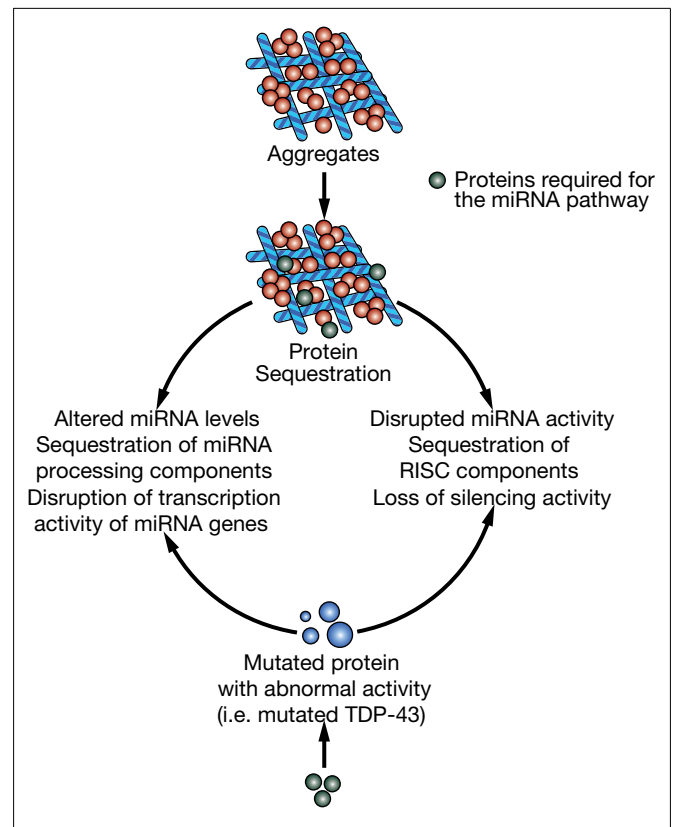 Aggregates
Proteins required for
the miRNA pathway
Protein
Sequestration
Altered miRNA levels
Sequestration of miRNA
processing components
Disruption of transcription
activity of miRNA genes
Disrupted miRNA activity
Sequestration of
RISC components
Loss of silencing activity
Mutated protein
with abnormal activity
(i.e. mutated TDP-43)